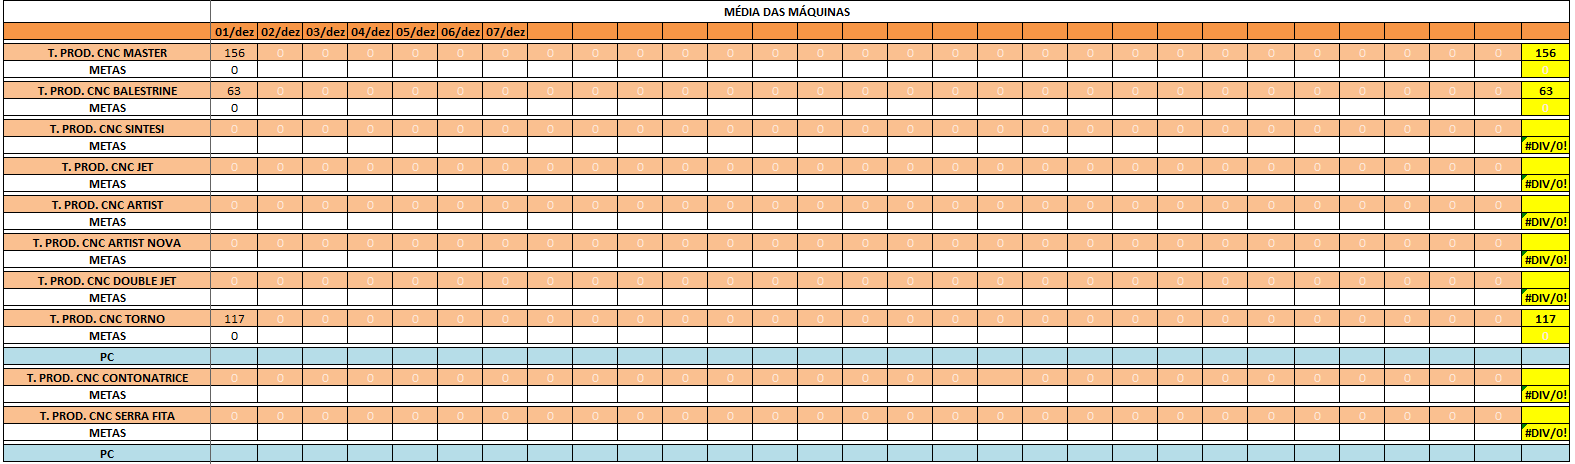 MÉDIA DAS MÁQUINAS
01/dez 02/dez 03/dez 04/dez 05/dez 06/dez 07/dez
T. PROD. CNC MASTER 156 0 0 0 0 0 0 0 0 0 0 0 0 0 0 0 0 0 0 0 0 0 0 0 0 0 0 0 0 156
METAS 0 0
T. PROD. CNC BALESTRINE 63 0 0 0 0 0 0 0 0 0 0 0 0 0 0 0 0 0 0 0 0 0 0 0 0 0 0 0 0 63
METAS 0 0
T. PROD. CNC SINTESI 0 0 0 0 0 0 0 0 0 0 0 0 0 0 0 0 0 0 0 0 0 0 0 0 0 0 0 0 0
METAS #DIV/0!
T. PROD. CNC JET 0 0 0 0 0 0 0 0 0 0 0 0 0 0 0 0 0 0 0 0 0 0 0 0 0 0 0 0 0
METAS #DIV/0!
T. PROD. CNC ARTIST 0 0 0 0 0 0 0 0 0 0 0 0 0 0 0 0 0 0 0 0 0 0 0 0 0 0 0 0 0
METAS #DIV/0!
T. PROD. CNC ARTIST NOVA 0 0 0 0 0 0 0 0 0 0 0 0 0 0 0 0 0 0 0 0 0 0 0 0 0 0 0 0 0
METAS #DIV/0!
T. PROD. CNC DOUBLE JET 0 0 0 0 0 0 0 0 0 0 0 0 0 0 0 0 0 0 0 0 0 0 0 0 0 0 0 0 0
METAS #DIV/0!
T. PROD. CNC TORNO 117 0 0 0 0 0 0 0 0 0 0 0 0 0 0 0 0 0 0 0 0 0 0 0 0 0 0 0 0 117
METAS 0 0
PC
T. PROD. CNC CONTONATRICE 0 0 0 0 0 0 0 0 0 0 0 0 0 0 0 0 0 0 0 0 0 0 0 0 0 0 0 0
METAS #DIV/0!
T. PROD. CNC SERRA FITA 0 0 0 0 0 0 0 0 0 0 0 0 0 0 0 0 0 0 0 0 0 0 0 0 0 0 0 0 0
METAS #DIV/0!
PC